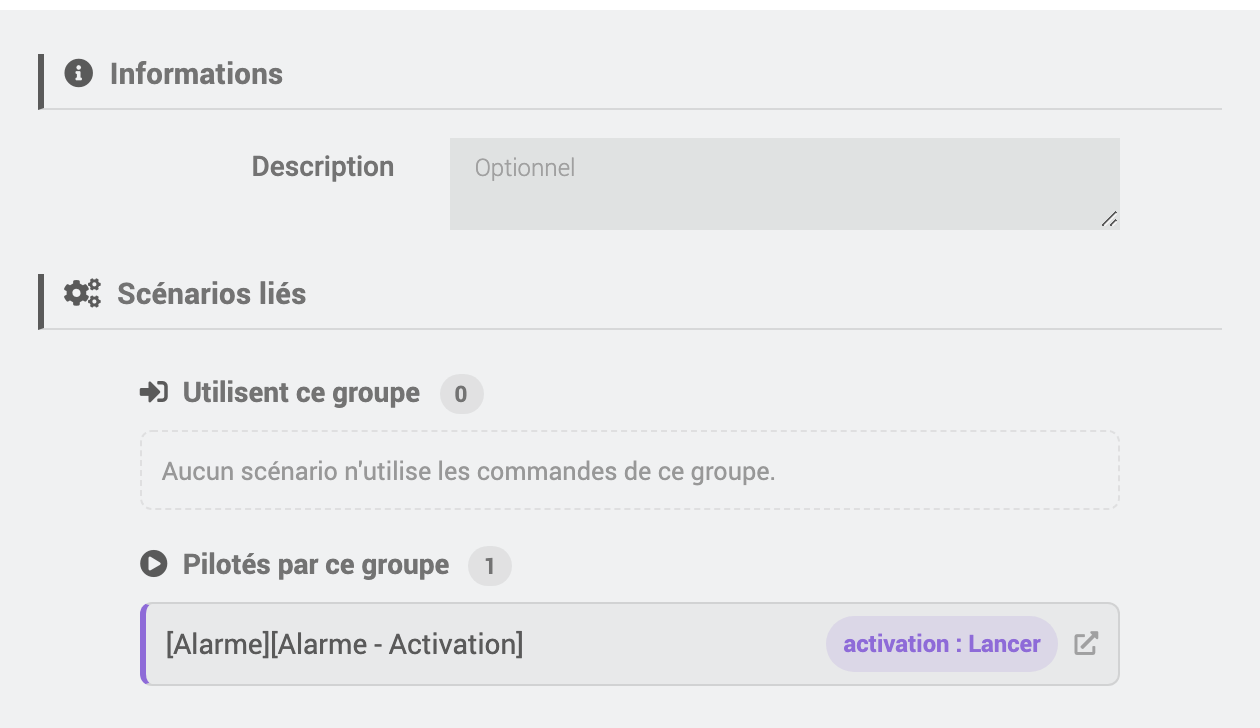 Informations
Description
Optionnel
Scénarios liés
Utilisent ce groupe 0
Aucun scénario n'utilise les commandes de ce groupe.
Pilotés par ce groupe 1
[Alarme][Alarme - Activation] activation : Lancer